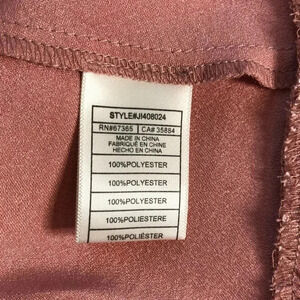 STYLE#JI408024
RN#67365 CA# 35884
MADE IN CHINA
FABRIQUÉ EN CHINE
HECHO EN CHINA
100%POLYESTER
100%POLYESTER
100%POLYESTER
100%POLIESTERE
100%POLIÉSTER